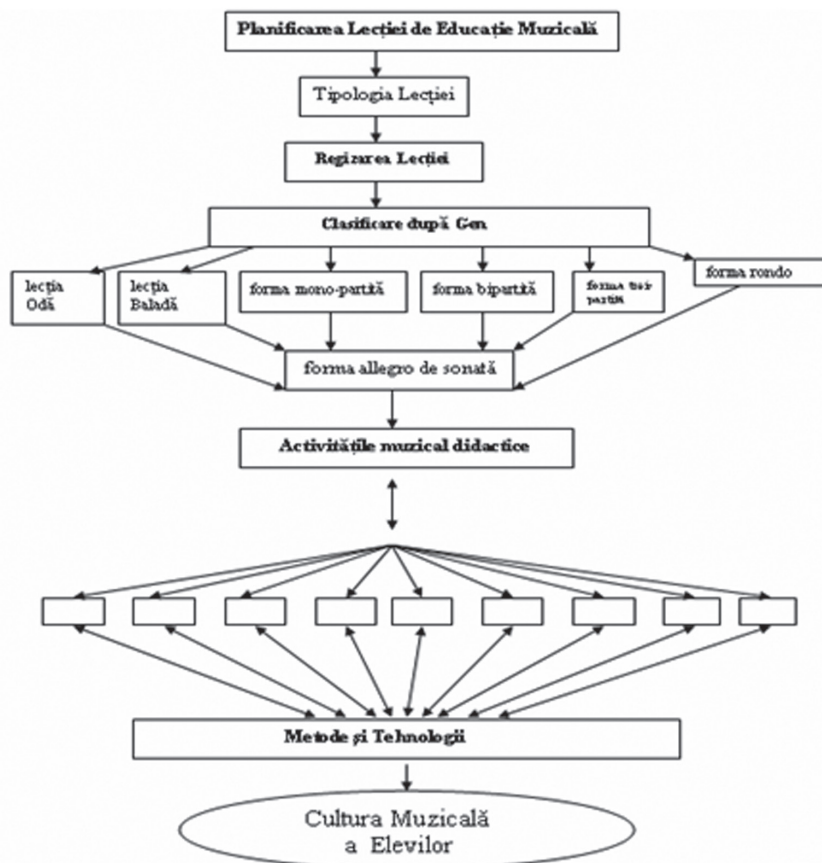 Planificarea Lecției de Educație Muzicală
Tipologia Lecției
Regizarea Lecției
Clasificare după Gen
lecția
Odă
lecția
Baladă
forma mono-partită
forma bipartită
forma
partită
forma rondo
forma allegro de sonată
Activitățile muzical didactice
Metode și Tehnologii
Cultura Muzicală
a Elevilor